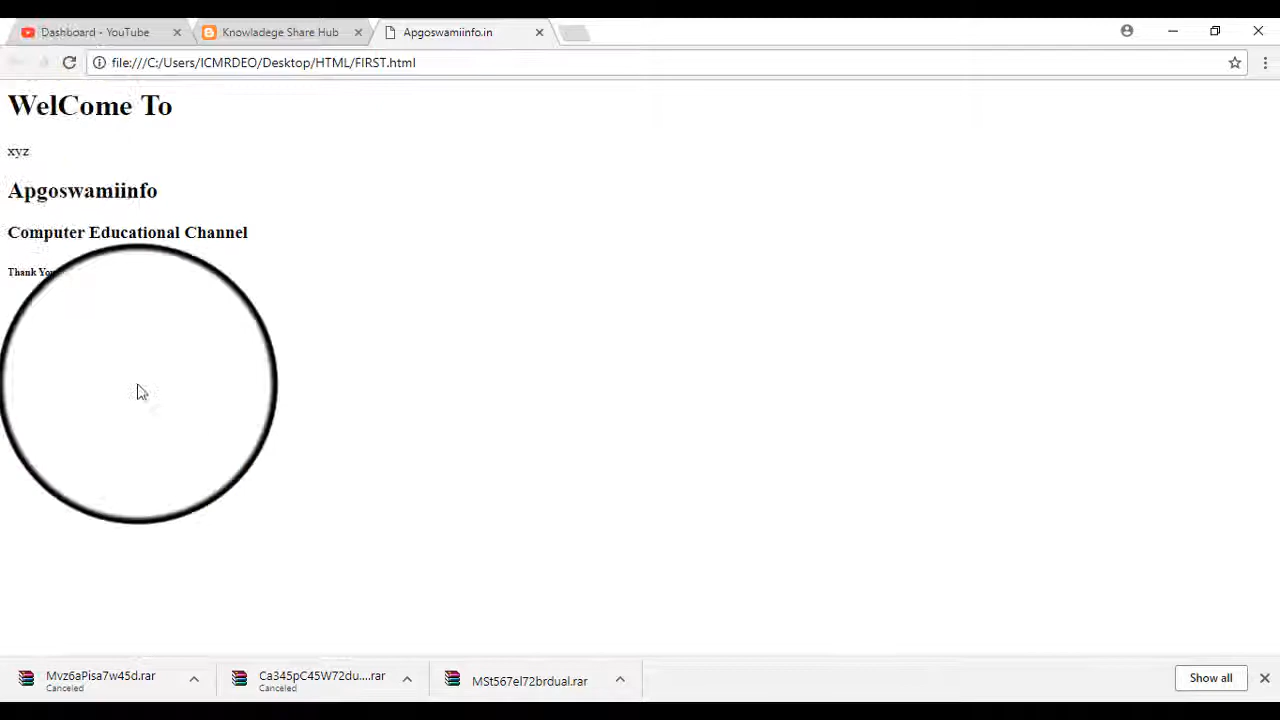 Dashboard - YouTube
Knowladege Share Hub
Apgoswamiinfo.in
file:///C:/Users/ICMRDEO/Desktop/HTML/FIRST.html
WelCome To
xyz
Apgoswamiinfo
Computer Educational Channel
Thank You
Mvz6aPisa7w45d.rar
Canceled
Ca345pC45W72du....rar
Canceled
MSt567el72brdual.rar
Show all